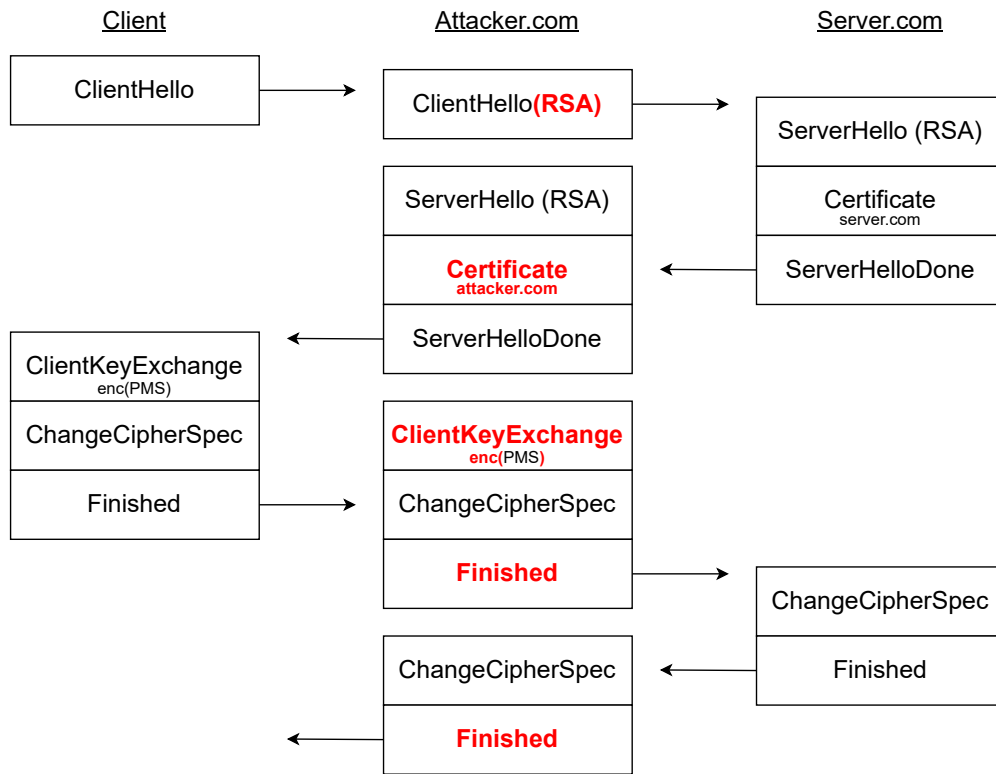 Client
Attacker.com
Server.com
ClientHello
ClientHello(RSA)
ServerHello (RSA)
Certificate
server.com
ServerHelloDone
ServerHello (RSA)
Certificate
attacker.com
ServerHelloDone
ClientKeyExchange
enc(PMS)
ChangeCipherSpec
Finished
ClientKeyExchange
enc(PMS)
ChangeCipherSpec
Finished
ChangeCipherSpec
Finished
ChangeCipherSpec
Finished